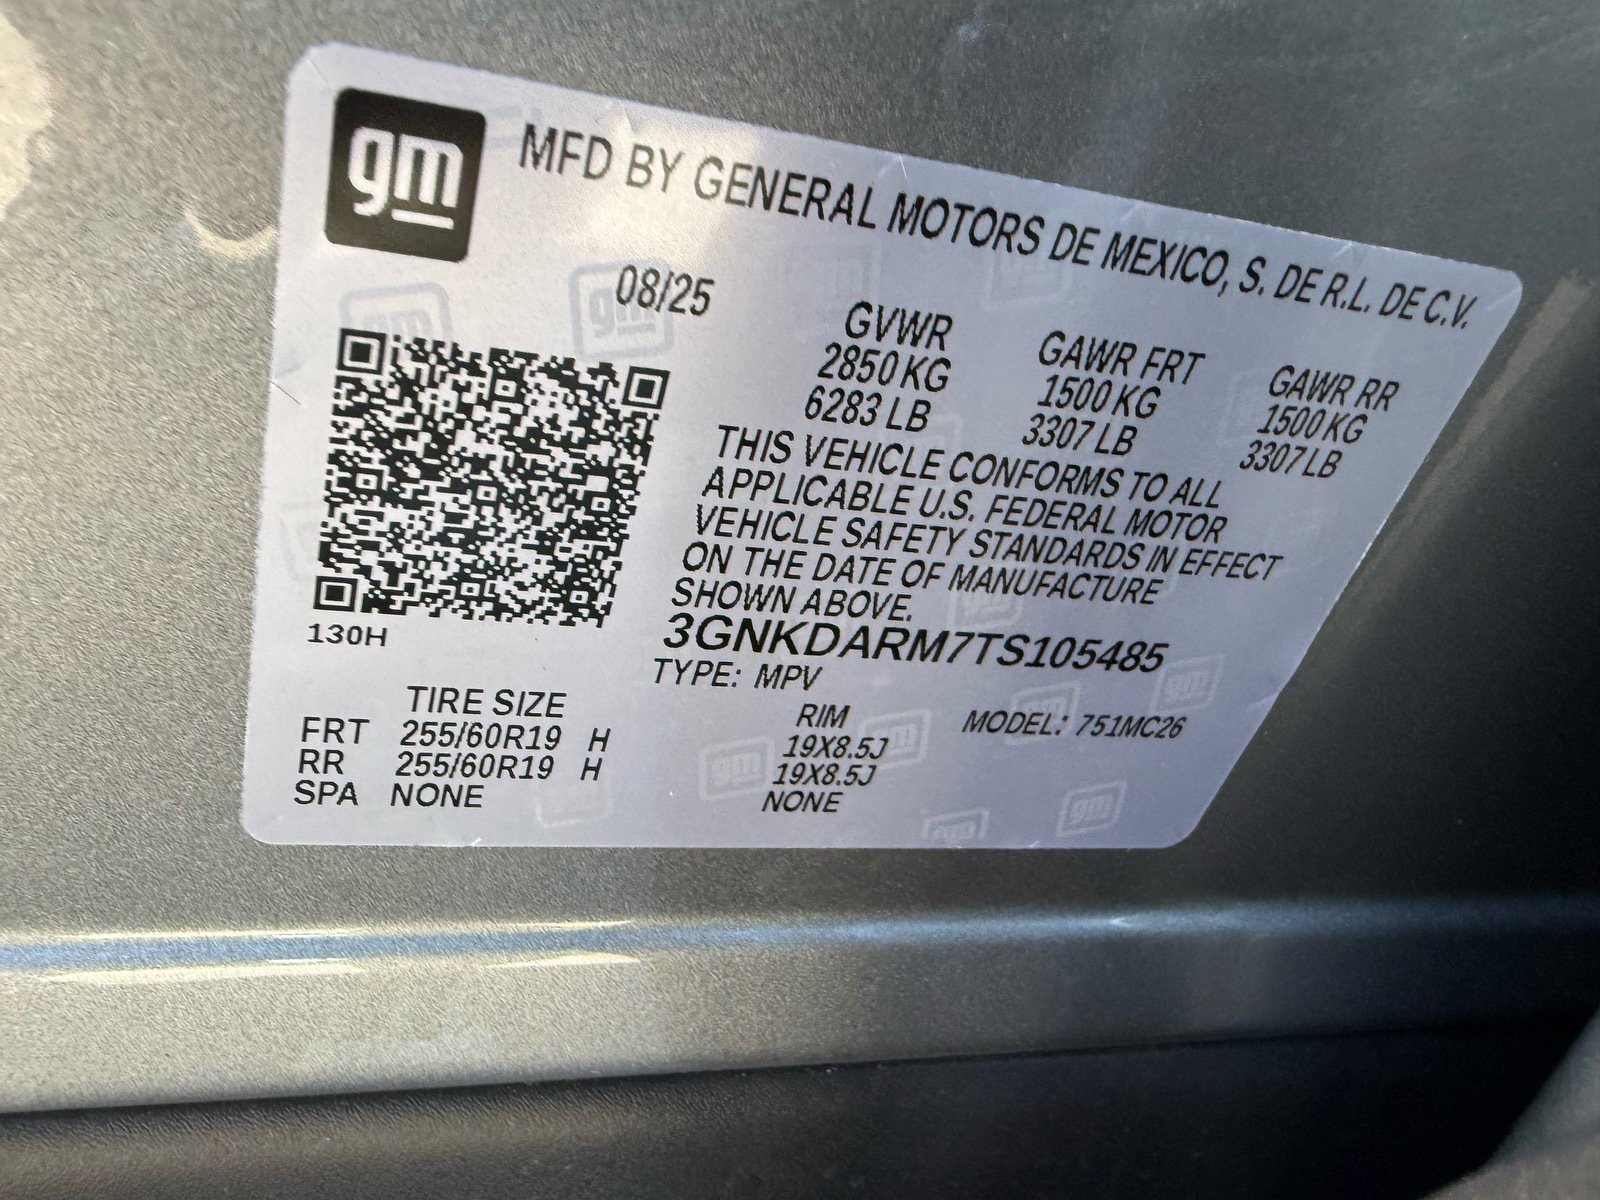 gm
MFD BY GENERAL MOTORS DE MEXICO, S. DE R.L. DE C.V.
08/25
GVWR GAWR FRT GAWR RR
2850 KG 1500 KG 1500 KG
6283 LB 3307 LB 3307 LB
THIS VEHICLE CONFORMS TO ALL
APPLICABLE U.S. FEDERAL MOTOR
VEHICLE SAFETY STANDARDS IN EFFECT
ON THE DATE OF MANUFACTURE
SHOWN ABOVE.
3GNKDARM7TS105485
130H
TYPE: MPV
TIRE SIZE RIM MODEL: 751MC26
FRT 255/60R19 H 19X8.5J
RR 255/60R19 H 19X8.5J
SPA NONE NONE